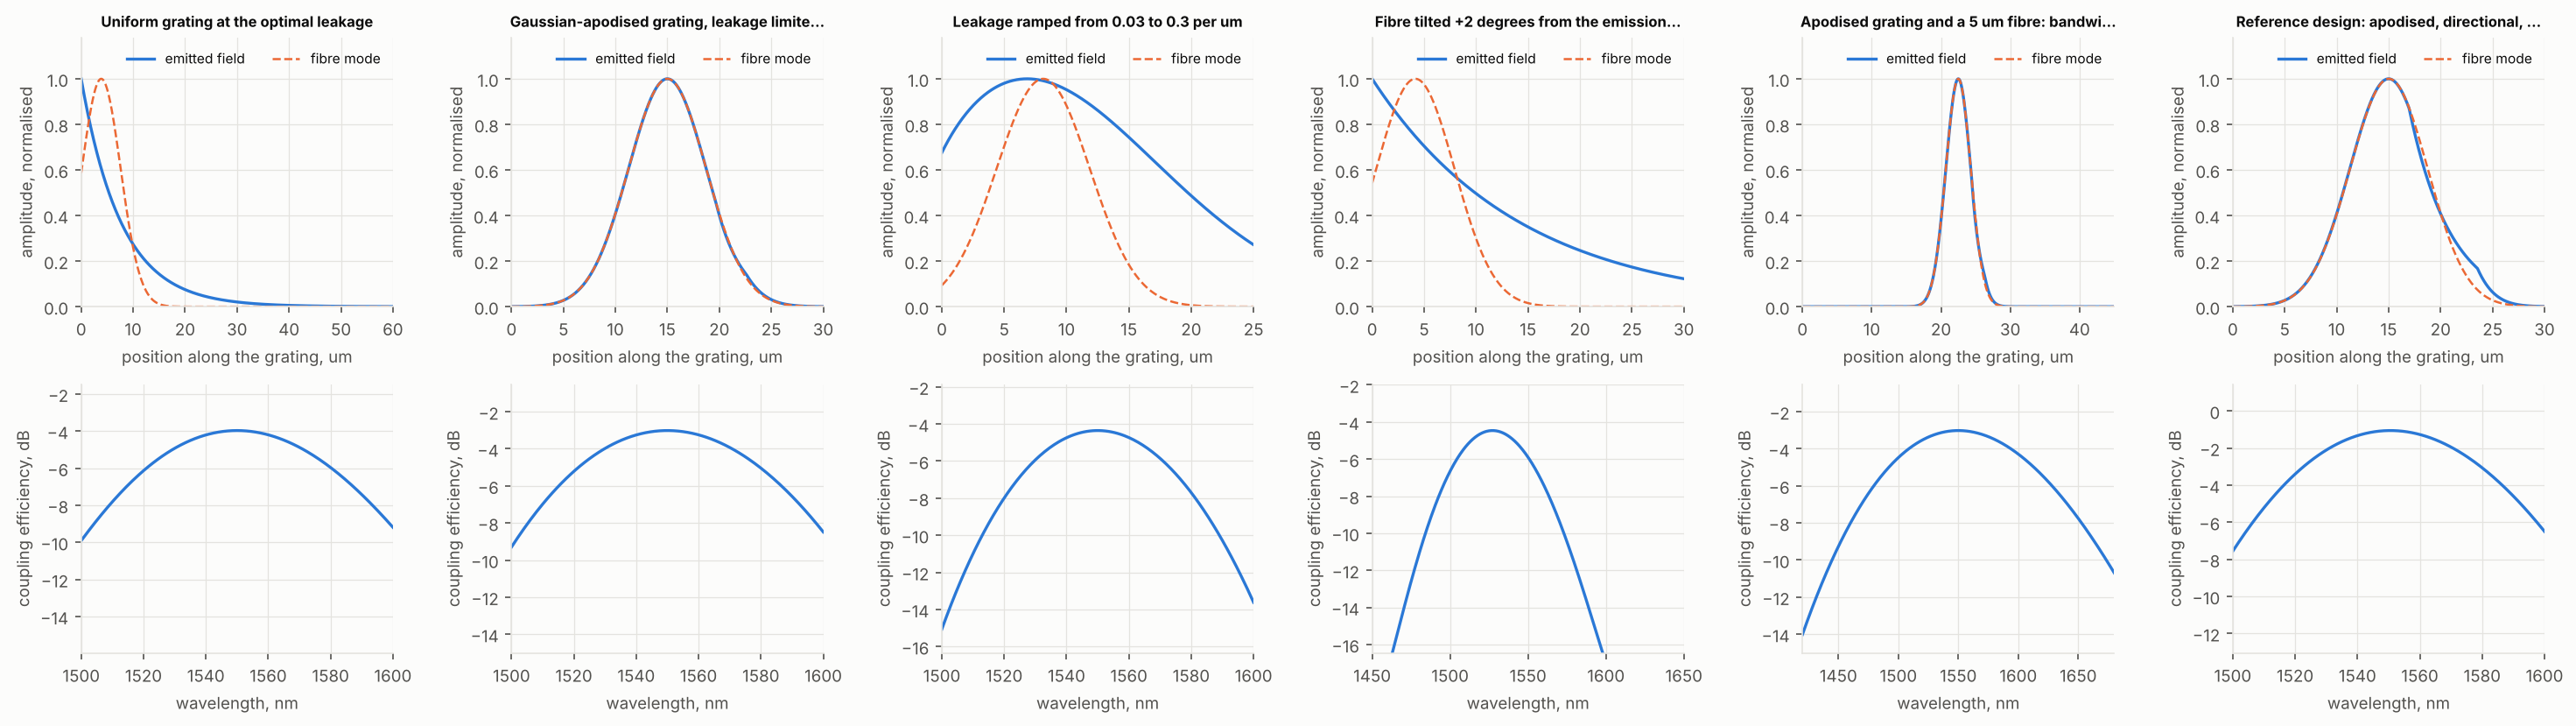 Uniform grating at the optimal leakage
emitted field
fibre mode
amplitude, normalised
1.0
0.8
0.6
0.4
0.2
0.0
0 10 20 30 40 50 60
position along the grating, um
coupling efficiency, dB
−2
−4
−6
−8
−10
−12
−14
1500 1520 1540 1560 1580 1600
wavelength, nm
Gaussian-apodised grating, leakage limite...
emitted field
fibre mode
amplitude, normalised
1.0
0.8
0.6
0.4
0.2
0.0
0 5 10 15 20 25 30
position along the grating, um
coupling efficiency, dB
−2
−4
−6
−8
−10
−12
−14
1500 1520 1540 1560 1580 1600
wavelength, nm
Leakage ramped from 0.03 to 0.3 per um
emitted field
fibre mode
amplitude, normalised
1.0
0.8
0.6
0.4
0.2
0.0
0 5 10 15 20 25
position along the grating, um
coupling efficiency, dB
−2
−4
−6
−8
−10
−12
−14
−16
1500 1520 1540 1560 1580 1600
wavelength, nm
Fibre tilted +2 degrees from the emission...
emitted field
fibre mode
amplitude, normalised
1.0
0.8
0.6
0.4
0.2
0.0
0 5 10 15 20 25 30
position along the grating, um
coupling efficiency, dB
−2
−4
−6
−8
−10
−12
−14
−16
1450 1500 1550 1600 1650
wavelength, nm
Apodised grating and a 5 um fibre: bandwi...
emitted field
fibre mode
amplitude, normalised
1.0
0.8
0.6
0.4
0.2
0.0
0 10 20 30 40
position along the grating, um
coupling efficiency, dB
−2
−4
−6
−8
−10
−12
−14
1450 1500 1550 1600 1650
wavelength, nm
Reference design: apodised, directional, ...
emitted field
fibre mode
amplitude, normalised
1.0
0.8
0.6
0.4
0.2
0.0
0 5 10 15 20 25 30
position along the grating, um
coupling efficiency, dB
0
−2
−4
−6
−8
−10
−12
1500 1520 1540 1560 1580 1600
wavelength, nm